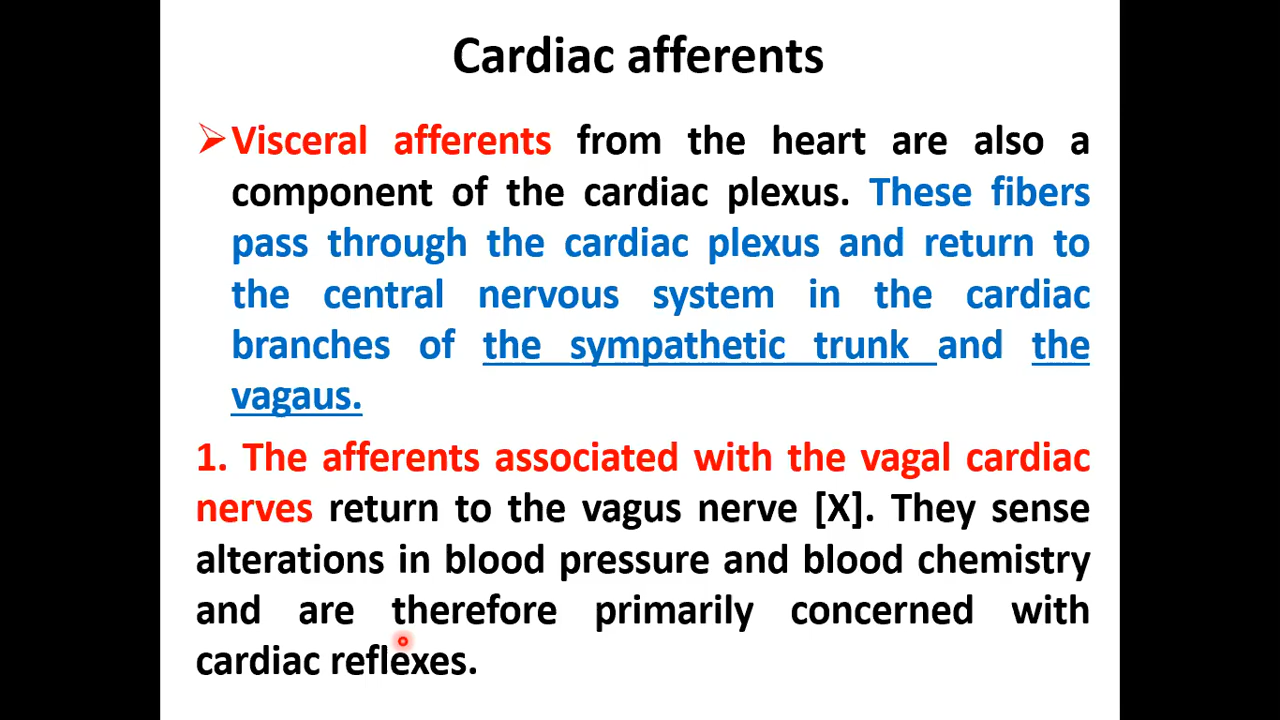 Cardiac afferents
Visceral afferents from the heart are also a
component of the cardiac plexus. These fibers
pass through the cardiac plexus and return to
the central nervous system in the cardiac
branches of the sympathetic trunk and the
vagaus.
1. The afferents associated with the vagal cardiac
nerves return to the vagus nerve [X]. They sense
alterations in blood pressure and blood chemistry
and are therefore primarily concerned with
cardiac reflexes.